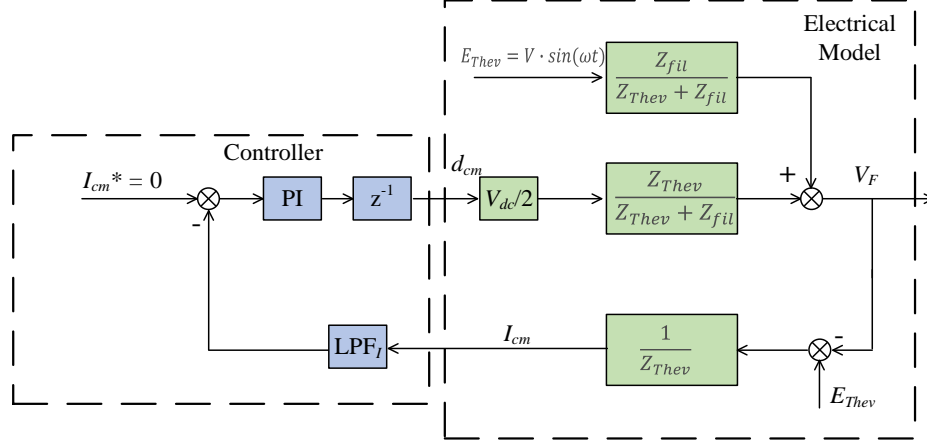 Electrical
Model
E_Thev = V · sin(ωt)
Z_fil
Z_Thev + Z_fil
Controller
I_cm* = 0
-
PI
z⁻¹
d_cm
V_dc/2
Z_Thev
Z_Thev + Z_fil
+
V_F
LPF_I
I_cm
1
Z_Thev
-
E_Thev